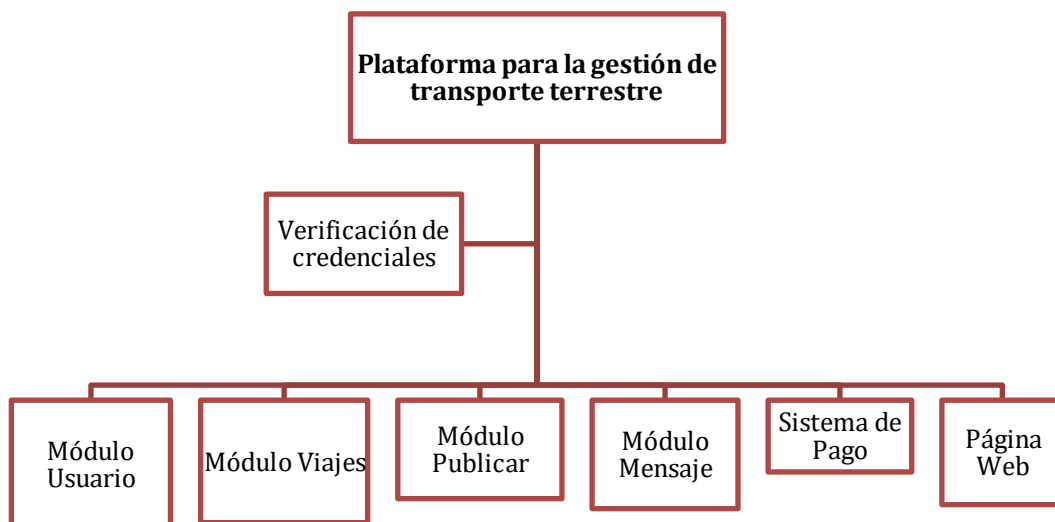 Plataforma para la gestión de
transporte terrestre
Verificación de
credenciales
Módulo
Usuario
Módulo Viajes
Módulo
Publicar
Módulo
Mensaje
Sistema de
Pago
Página
Web